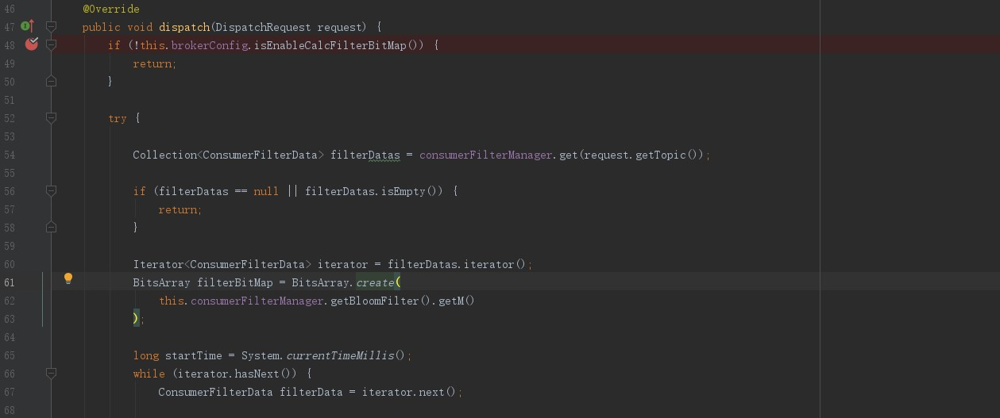 46 @Override
47 public void dispatch(DispatchRequest request) {
48 if (!this.brokerConfig.isEnableCalcFilterBitMap()) {
49 return;
50 }
51
52 try {
53
54 Collection<ConsumerFilterData> filterDatas = consumerFilterManager.get(request.getTopic());
55
56 if (filterDatas == null || filterDatas.isEmpty()) {
57 return;
58 }
59
60 Iterator<ConsumerFilterData> iterator = filterDatas.iterator();
61 BitsArray filterBitMap = BitsArray.create(
62 this.consumerFilterManager.getBloomFilter().getM()
63 );
64
65 long startTime = System.currentTimeMillis();
66 while (iterator.hasNext()) {
67 ConsumerFilterData filterData = iterator.next();
68